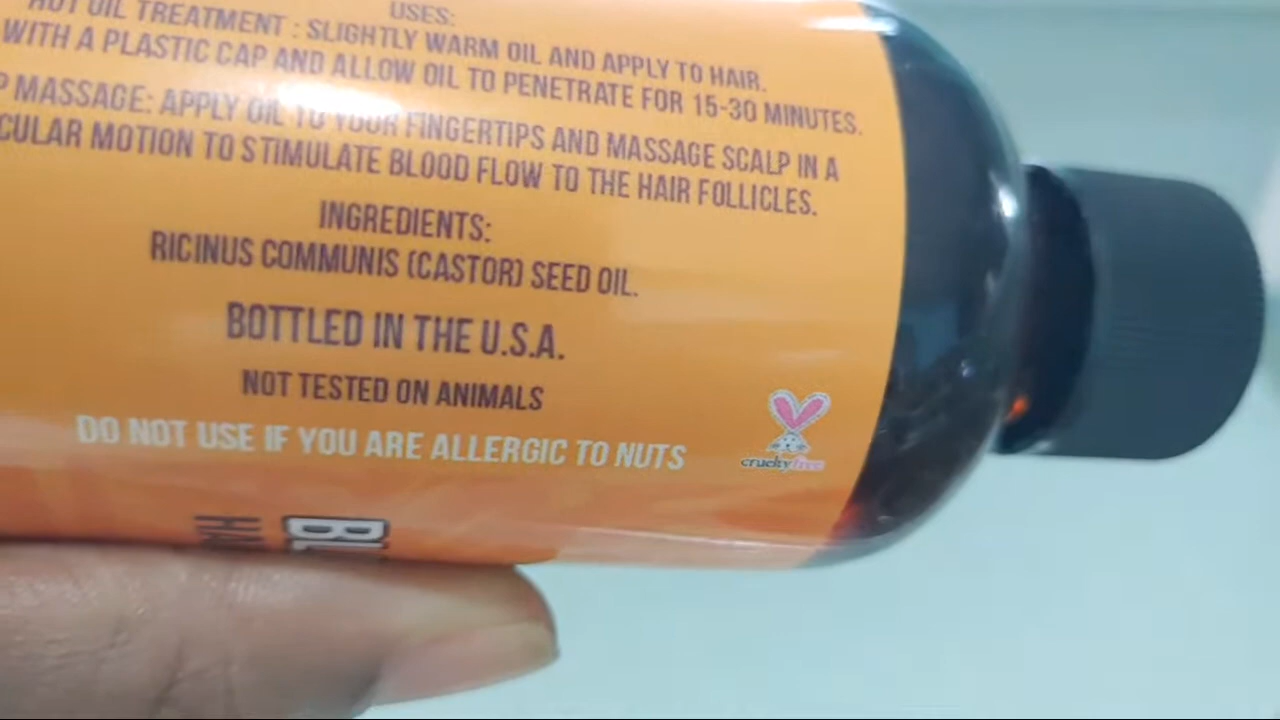 USES:
HOT OIL TREATMENT : SLIGHTLY WARM OIL AND APPLY TO HAIR.
WITH A PLASTIC CAP AND ALLOW OIL TO PENETRATE FOR 15-30 MINUTES.
P MASSAGE: APPLY OIL TO YOUR FINGERTIPS AND MASSAGE SCALP IN A
CULAR MOTION TO STIMULATE BLOOD FLOW TO THE HAIR FOLLICLES.
INGREDIENTS:
RICINUS COMMUNIS (CASTOR) SEED OIL.
BOTTLED IN THE U.S.A.
NOT TESTED ON ANIMALS
DO NOT USE IF YOU ARE ALLERGIC TO NUTS
crueltyfree
BL